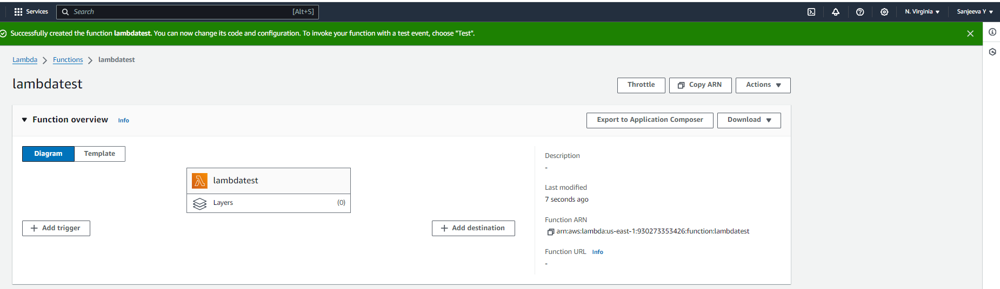 Services Search [Alt+S] N. Virginia Sanjeeva Y
Successfully created the function lambdatest. You can now change its code and configuration. To invoke your function with a test event, choose "Test".
Lambda Functions lambdatest
lambdatest
Throttle Copy ARN Actions
Function overview Info
Export to Application Composer Download
Diagram Template
lambdatest
Layers (0)
+ Add trigger
+ Add destination
Description
-
Last modified
7 seconds ago
Function ARN
arn:aws:lambda:us-east-1:930273353426:function:lambdatest
Function URL Info
-